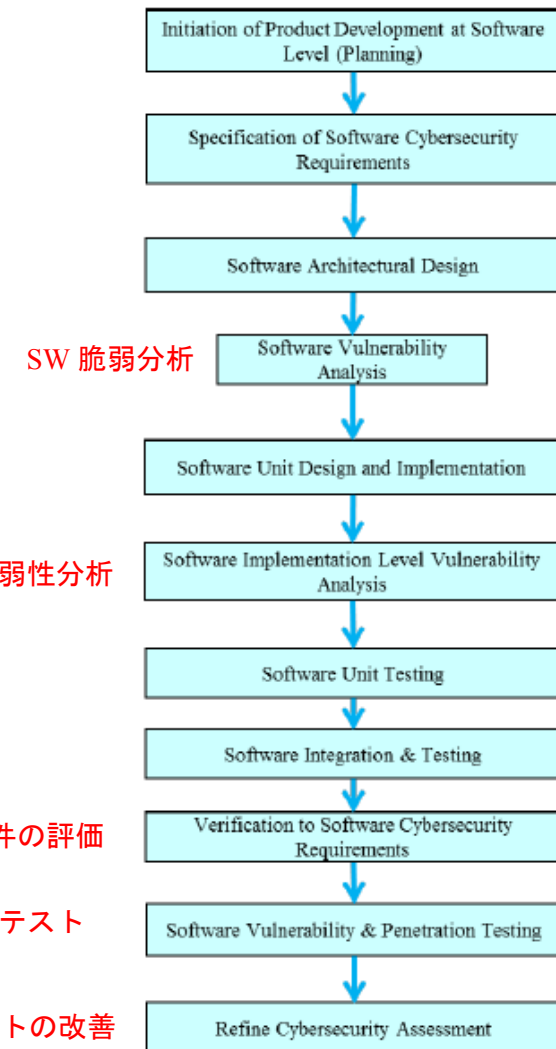 Initiation of Product Development at Software
Level (Planning)
Specification of Software Cybersecurity
Requirements
Software Architectural Design
SW 脆弱分析
Software Vulnerability
Analysis
Software Unit Design and Implementation
弱性分析
Software Implementation Level Vulnerability
Analysis
Software Unit Testing
Software Integration & Testing
件の評価
Verification to Software Cybersecurity
Requirements
テスト
Software Vulnerability & Penetration Testing
トの改善
Refine Cybersecurity Assessment